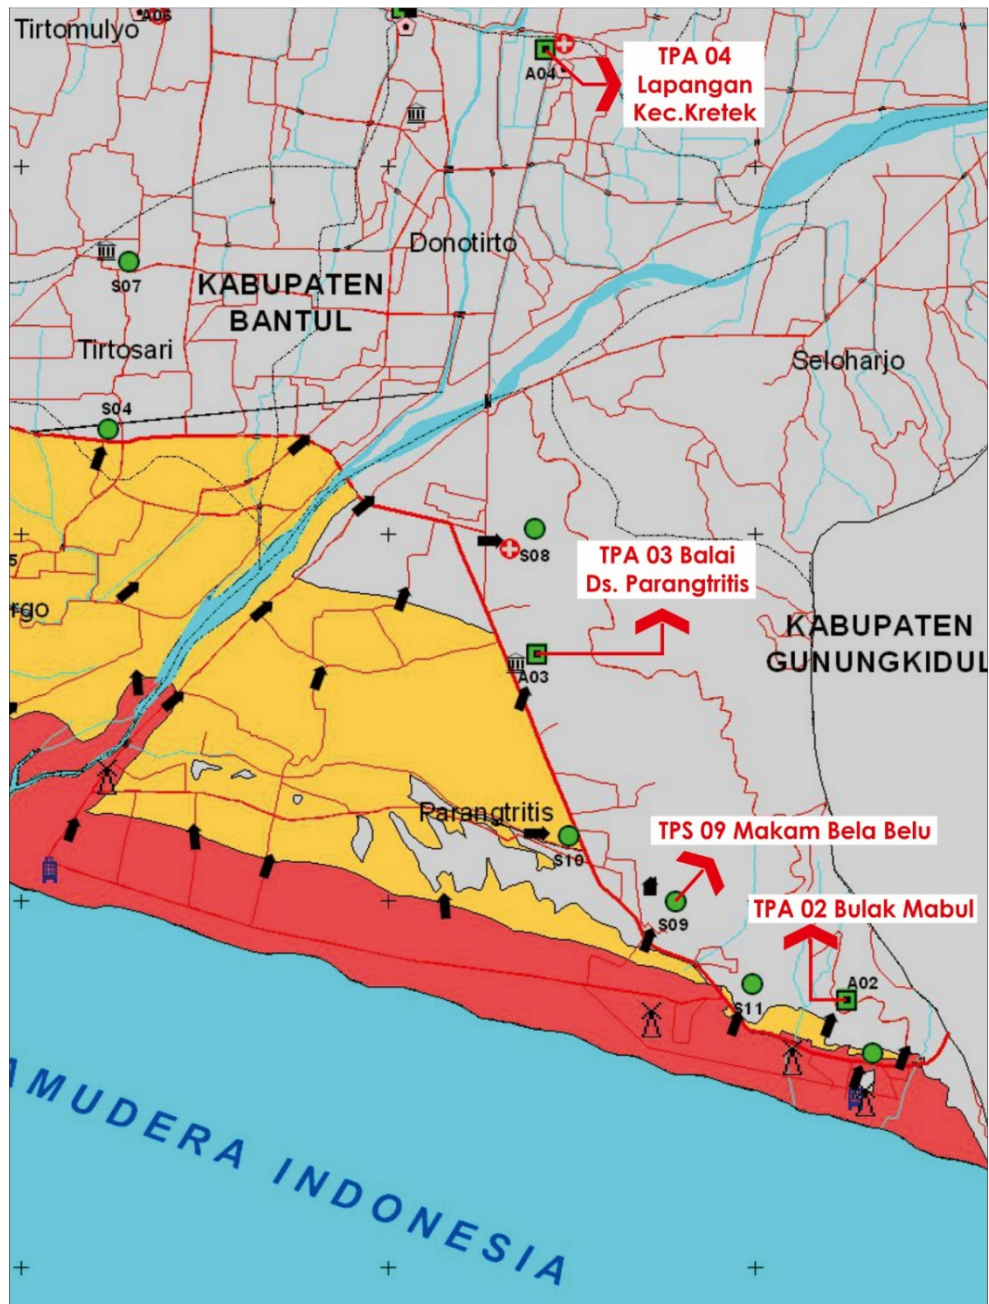 Tirtomulyo
A06
A04
TPA 04
Lapangan
Kec.Kretek
Donotirto
S07
KABUPATEN
BANTUL
Tirtosari
Seloharjo
S04
S08
TPA 03 Balai
Ds. Parangtritis
5
rgo
KABUPATEN
GUNUNGKIDUL
A03
Parangtritis
TPS 09 Makam Bela Belu
S10
S09
TPA 02 Bulak Mabul
A02
S11
AMUDERA INDONESIA